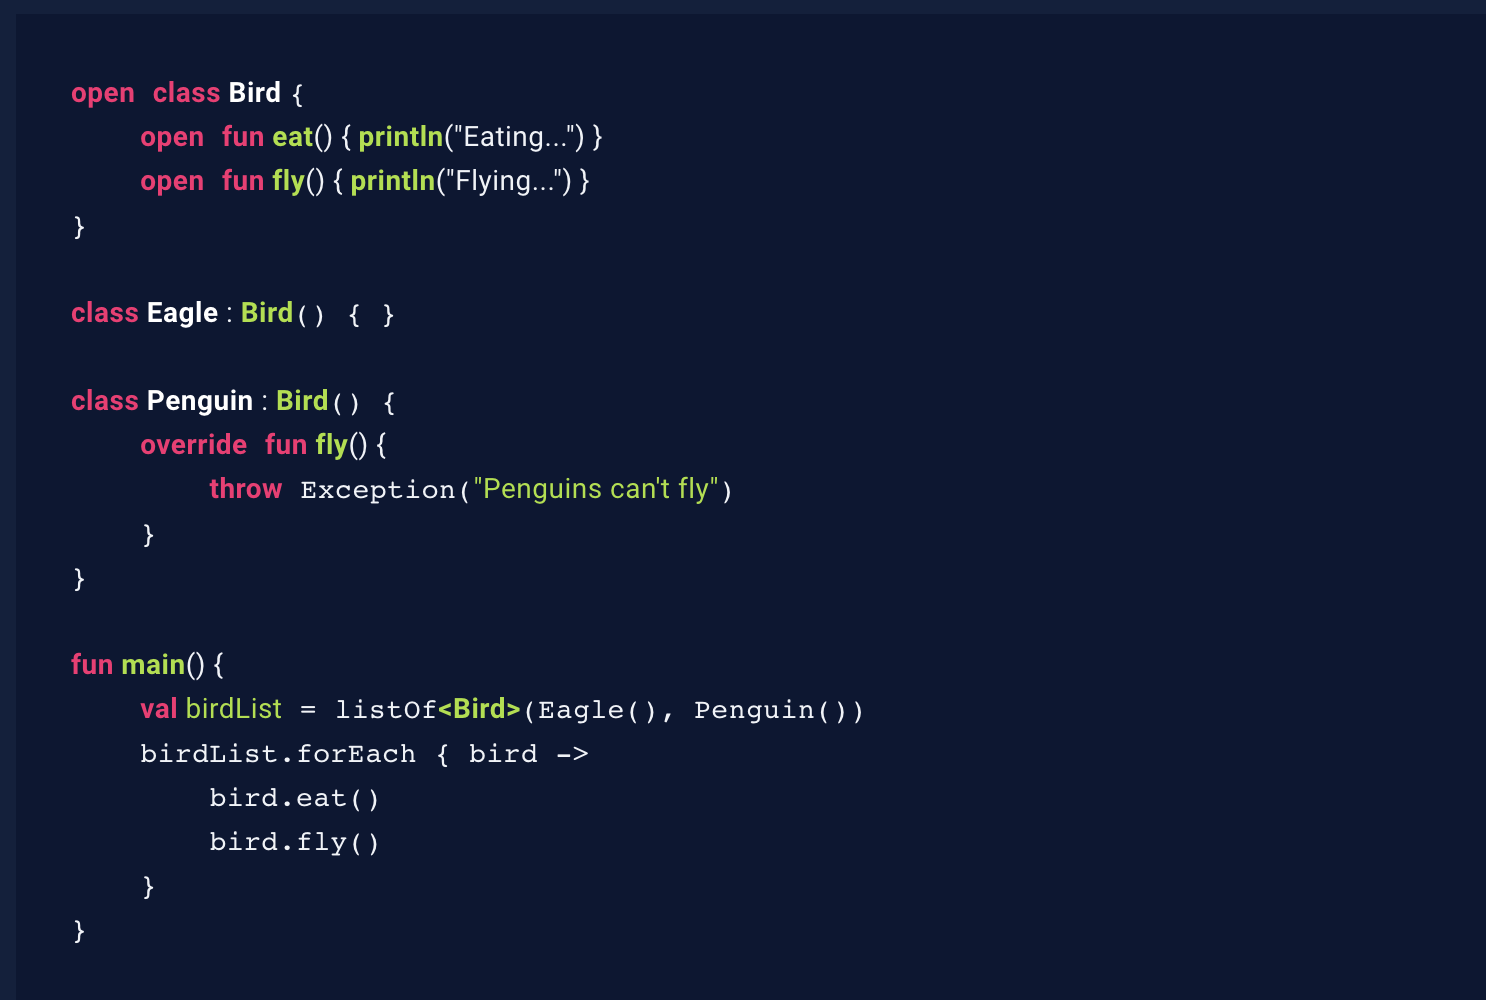 open class Bird {
open fun eat() { println("Eating...") }
open fun fly() { println("Flying...") }
}
class Eagle : Bird() { }
class Penguin : Bird() {
override fun fly() {
throw Exception("Penguins can't fly")
}
}
fun main() {
val birdList = listOf<Bird>(Eagle(), Penguin())
birdList.forEach { bird ->
bird.eat()
bird.fly()
}
}